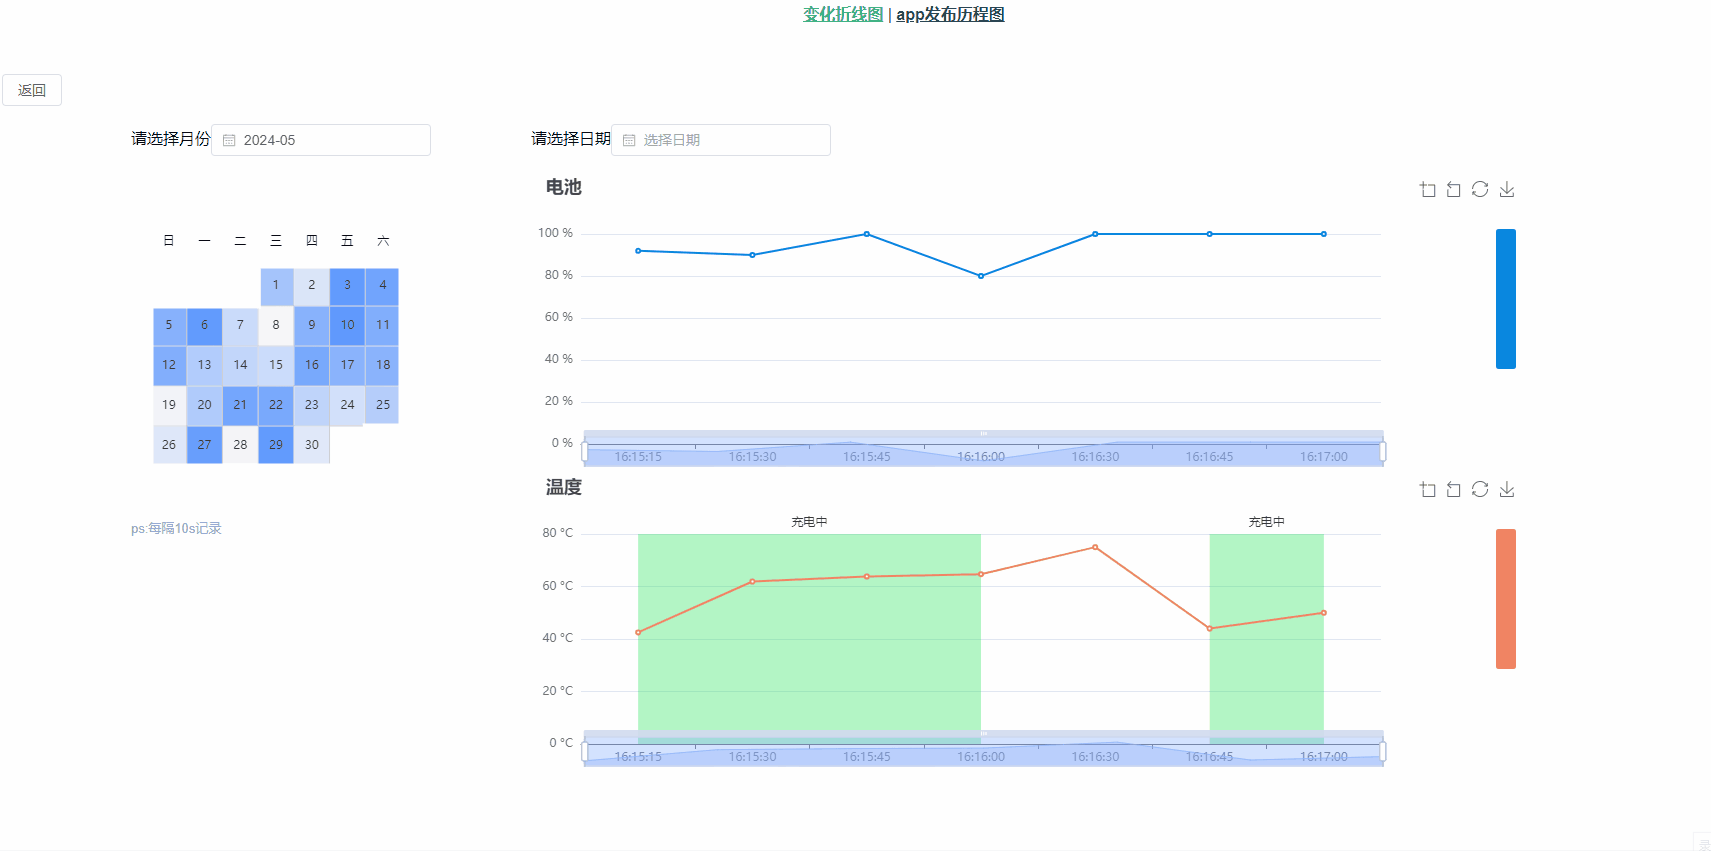 变化折线图 | app发布历程图
返回
请选择月份 2024-05
请选择日期 选择日期
日 一 二 三 四 五 六
1 2 3 4
5 6 7 8 9 10 11
12 13 14 15 16 17 18
19 20 21 22 23 24 25
26 27 28 29 30
ps:每隔10s记录
电池
100 %
80 %
60 %
40 %
20 %
0 %
16:15:15 16:15:30 16:15:45 16:16:00 16:16:30 16:16:45 16:17:00
温度
充电中 充电中
80 °C
60 °C
40 °C
20 °C
0 °C
16:15:15 16:15:30 16:15:45 16:16:00 16:16:30 16:16:45 16:17:00